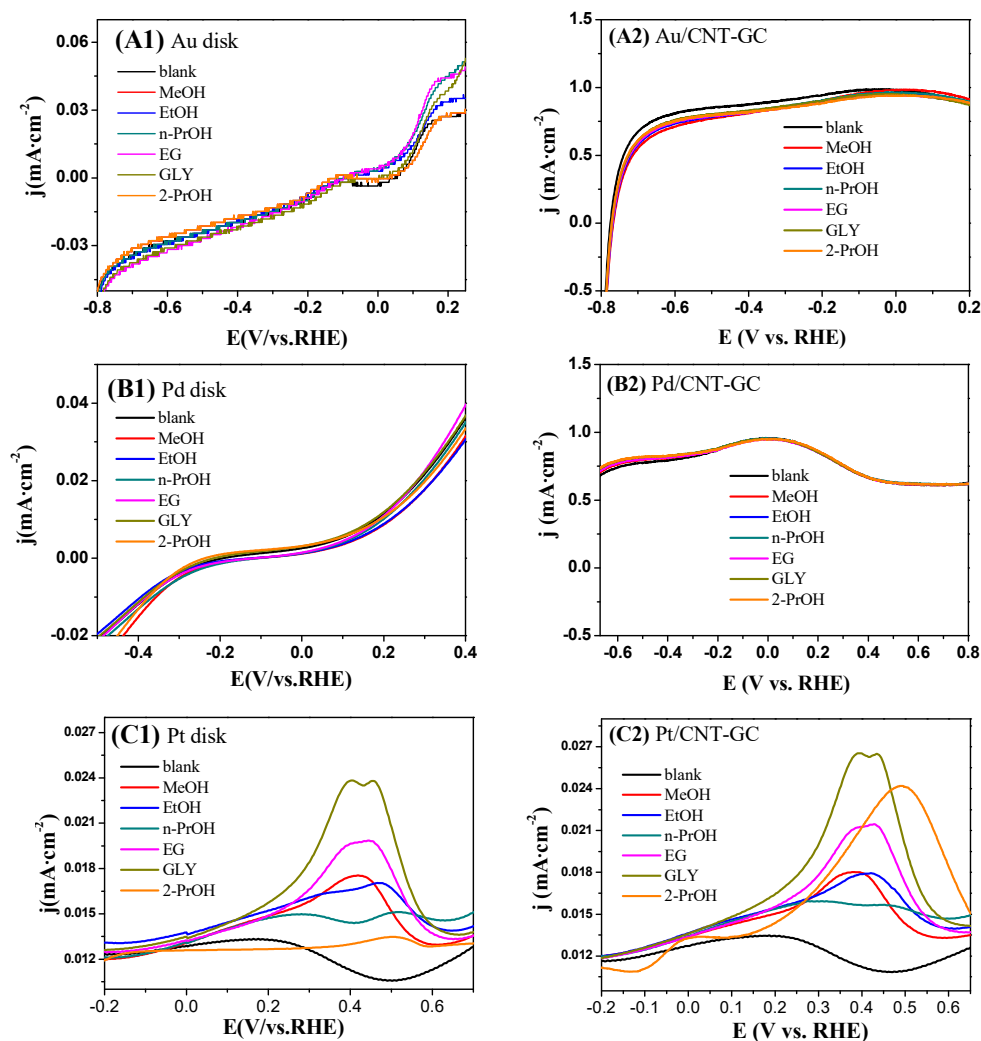 (A1) Au disk
blank
MeOH
EtOH
n-PrOH
EG
GLY
2-PrOH
0.06
0.03
0.00
-0.03
j(mA·cm-2)
-0.8 -0.6 -0.4 -0.2 0.0 0.2
E(V/vs.RHE)
(A2) Au/CNT-GC
blank
MeOH
EtOH
n-PrOH
EG
GLY
2-PrOH
1.5
1.0
0.5
0.0
-0.5
j (mA·cm-2)
-0.8 -0.6 -0.4 -0.2 0.0 0.2
E (V vs. RHE)
(B1) Pd disk
blank
MeOH
EtOH
n-PrOH
EG
GLY
2-PrOH
0.04
0.02
0.00
-0.02
j(mA·cm-2)
-0.4 -0.2 0.0 0.2 0.4
E(V/vs.RHE)
(B2) Pd/CNT-GC
blank
MeOH
EtOH
n-PrOH
EG
GLY
2-PrOH
1.5
1.0
0.5
0.0
-0.5
j (mA·cm-2)
-0.6 -0.4 -0.2 0.0 0.2 0.4 0.6 0.8
E (V vs. RHE)
(C1) Pt disk
blank
MeOH
EtOH
n-PrOH
EG
GLY
2-PrOH
0.027
0.024
0.021
0.018
0.015
0.012
j(mA·cm-2)
-0.2 0.0 0.2 0.4 0.6
E(V/vs.RHE)
(C2) Pt/CNT-GC
blank
MeOH
EtOH
n-PrOH
EG
GLY
2-PrOH
0.027
0.024
0.021
0.018
0.015
0.012
j (mA·cm-2)
-0.2 -0.1 0.0 0.1 0.2 0.3 0.4 0.5 0.6
E (V vs. RHE)